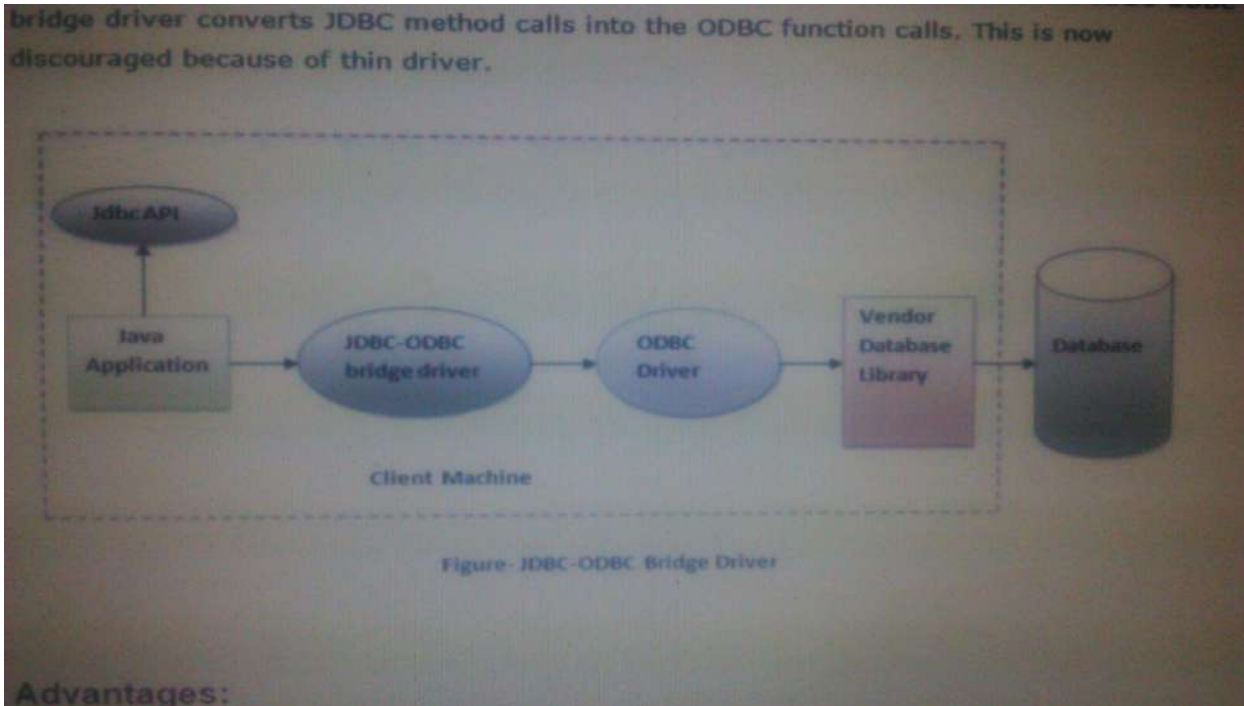 bridge driver converts JDBC method calls into the ODBC function calls. This is now
discouraged because of thin driver.
Jdbc API
Java
Application
JDBC-ODBC
bridge driver
ODBC
Driver
Vendor
Database
Library
Database
Client Machine
Figure- JDBC-ODBC Bridge Driver
Advantages: